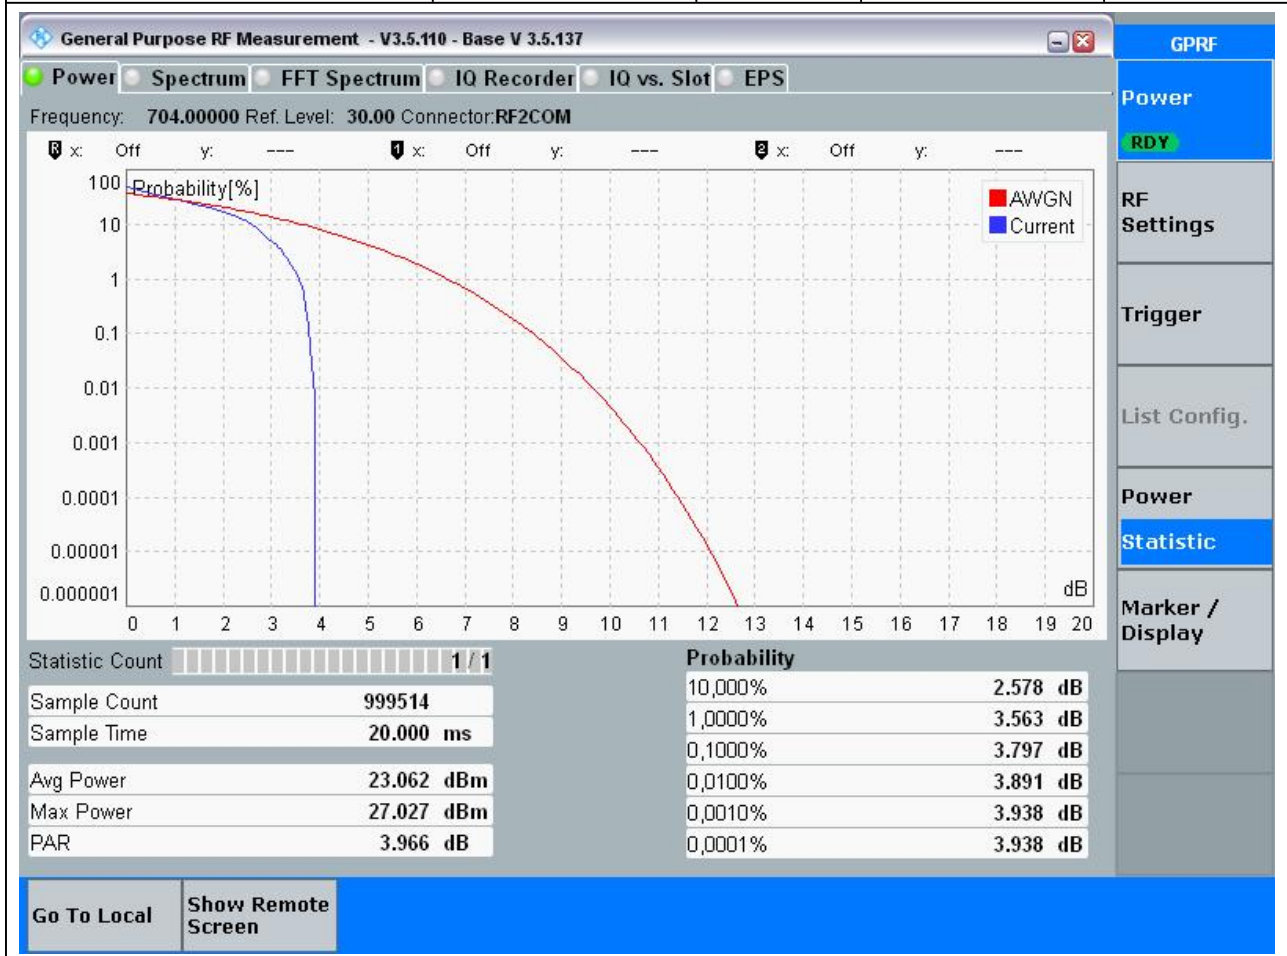 General Purpose RF Measurement - V3.5.110 - Base V 3.5.137
GPRF
Power Spectrum FFT Spectrum IQ Recorder IQ vs. Slot EPS
Frequency: 704.00000 Ref. Level: 30.00 Connector:RF2COM
R x: Off y: --- 1 x: Off y: --- 2 x: Off y: ---
Probability[%]
AWGN
Current
100
10
1
0.1
0.01
0.001
0.0001
0.00001
0.000001
dB
0 1 2 3 4 5 6 7 8 9 10 11 12 13 14 15 16 17 18 19 20
Statistic Count 1 / 1
Sample Count 999514
Sample Time 20.000 ms
Avg Power 23.062 dBm
Max Power 27.027 dBm
PAR 3.966 dB
Probability
10,000% 2.578 dB
1,0000% 3.563 dB
0,1000% 3.797 dB
0,0100% 3.891 dB
0,0010% 3.938 dB
0,0001% 3.938 dB
Power
RDY
RF
Settings
Trigger
List Config.
Power
Statistic
Marker /
Display
Go To Local
Show Remote
Screen